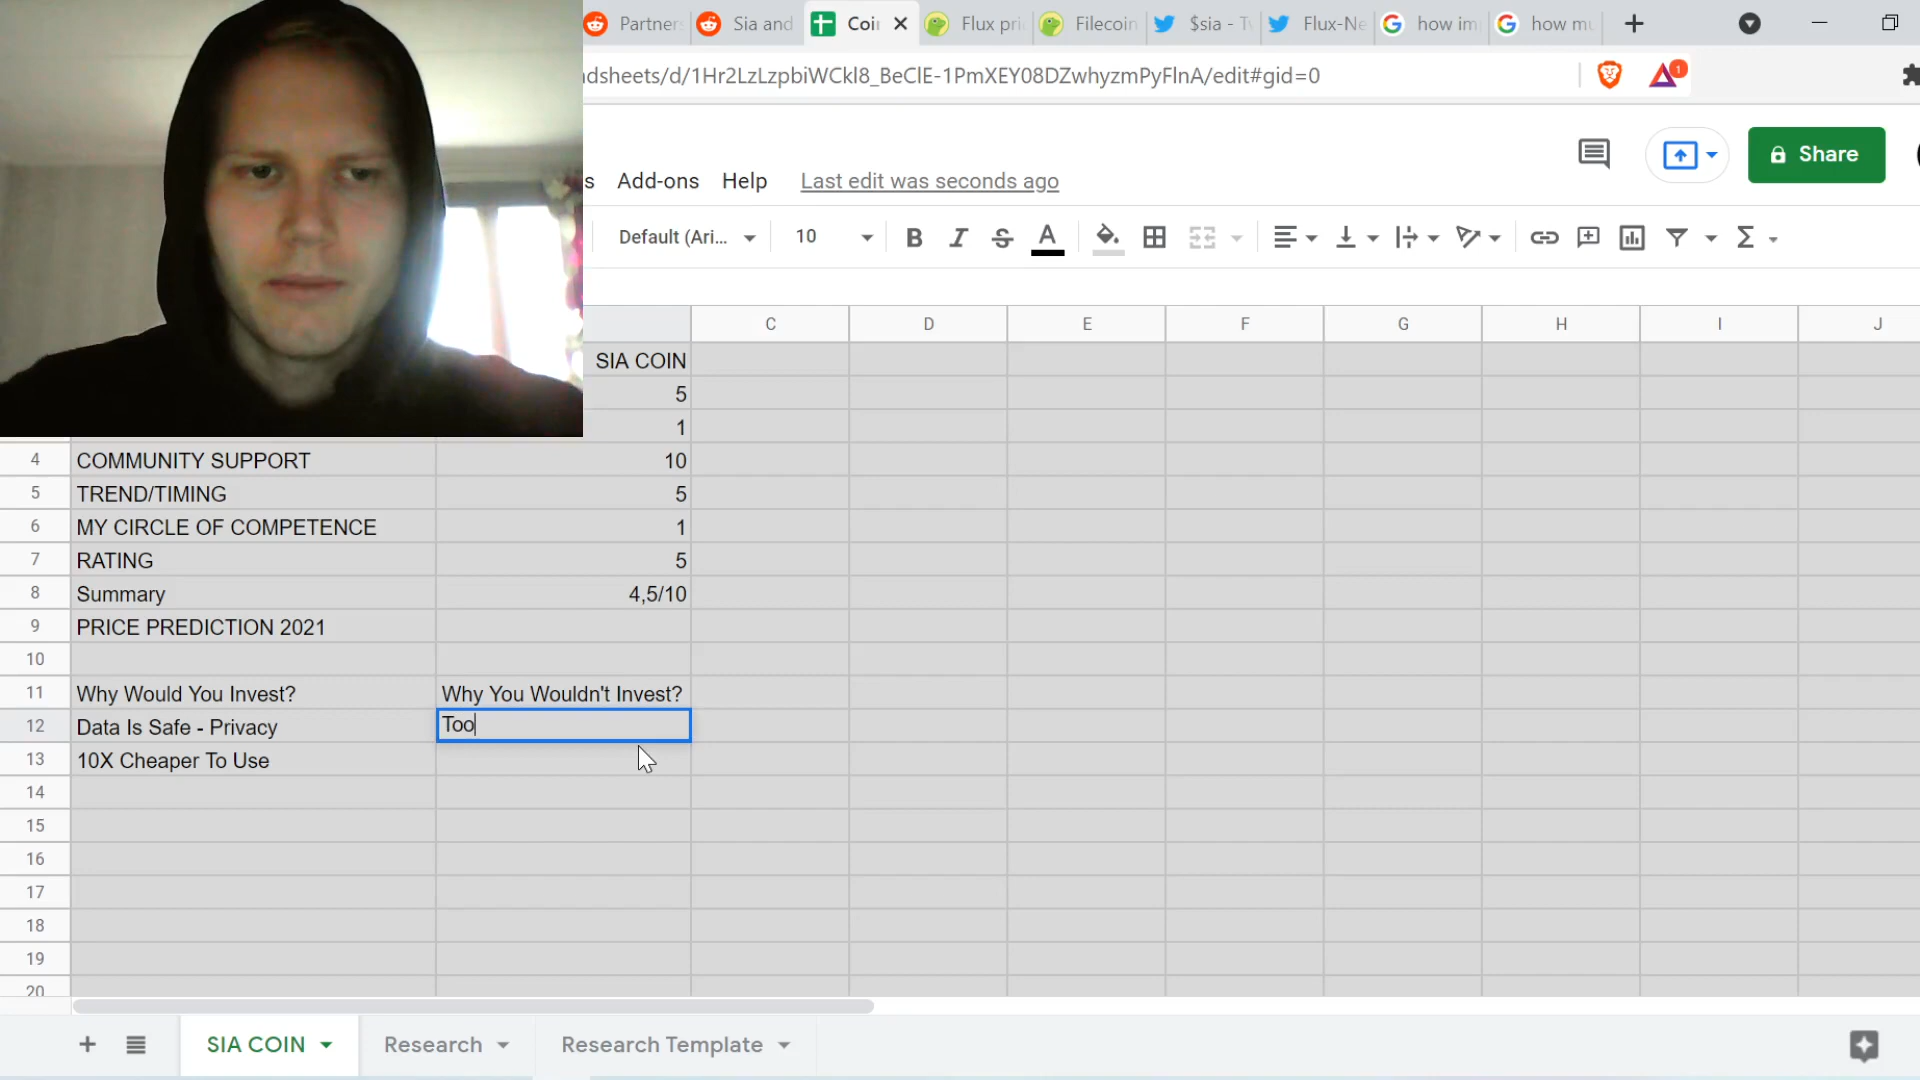 Partners
Sia and
Coin
Flux pri
Filecoin
$sia - Tw
Flux-Ne
how imp
how mu
dsheets/d/1Hr2LzLzpbiWCkl8_BeClE-1PmXEY08DZwhyzmPyFlnA/edit#gid=0
1
s Add-ons Help Last edit was seconds ago
Share
Default (Ari... 10 B I S A
C D E F G H I J
SIA COIN
5
1
4 COMMUNITY SUPPORT 10
5 TREND/TIMING 5
6 MY CIRCLE OF COMPETENCE 1
7 RATING 5
8 Summary 4,5/10
9 PRICE PREDICTION 2021
10
11 Why Would You Invest? Why You Wouldn't Invest?
12 Data Is Safe - Privacy Too
13 10X Cheaper To Use
14
15
16
17
18
19
20
SIA COIN Research Research Template